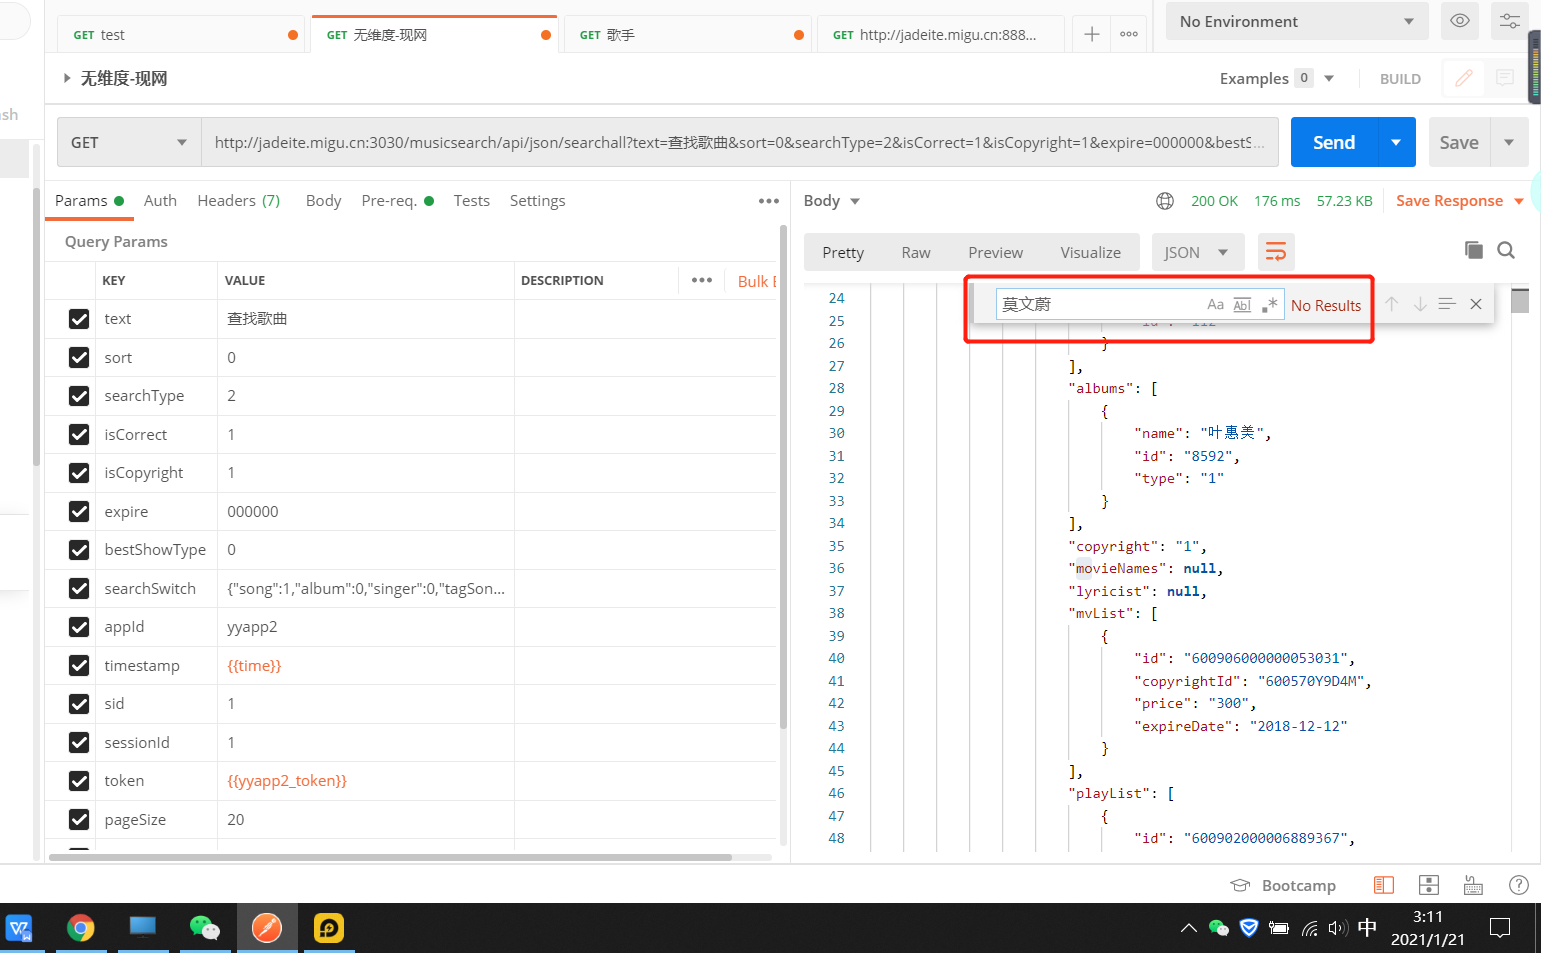 GET test
GET 无维度-现网
GET 歌手
GET http://jadeite.migu.cn:888...
No Environment
无维度-现网
Examples 0
BUILD
GET
http://jadeite.migu.cn:3030/musicsearch/api/json/searchall?text=查找歌曲&sort=0&searchType=2&isCorrect=1&isCopyright=1&expire=000000&bestS...
Send
Save
Params
Auth
Headers (7)
Body
Pre-req.
Tests
Settings
Query Params
KEY VALUE DESCRIPTION
Bulk E
text 查找歌曲
sort 0
searchType 2
isCorrect 1
isCopyright 1
expire 000000
bestShowType 0
searchSwitch {"song":1,"album":0,"singer":0,"tagSon...
appId yyapp2
timestamp {{time}}
sid 1
sessionId 1
token {{yyapp2_token}}
pageSize 20
Body
200 OK 176 ms 57.23 KB Save Response
Pretty Raw Preview Visualize JSON
莫文蔚 Aa Abl .* No Results
24
25
26 }
27 ],
28 "albums": [
29 {
30 "name": "叶惠美",
31 "id": "8592",
32 "type": "1"
33 }
34 ],
35 "copyright": "1",
36 "movieNames": null,
37 "lyricist": null,
38 "mvList": [
39 {
40 "id": "600906000000053031",
41 "copyrightId": "600570Y9D4M",
42 "price": "300",
43 "expireDate": "2018-12-12"
44 }
45 ],
46 "playList": [
47 {
48 "id": "600902000006889367",
Bootcamp
中
3:11
2021/1/21